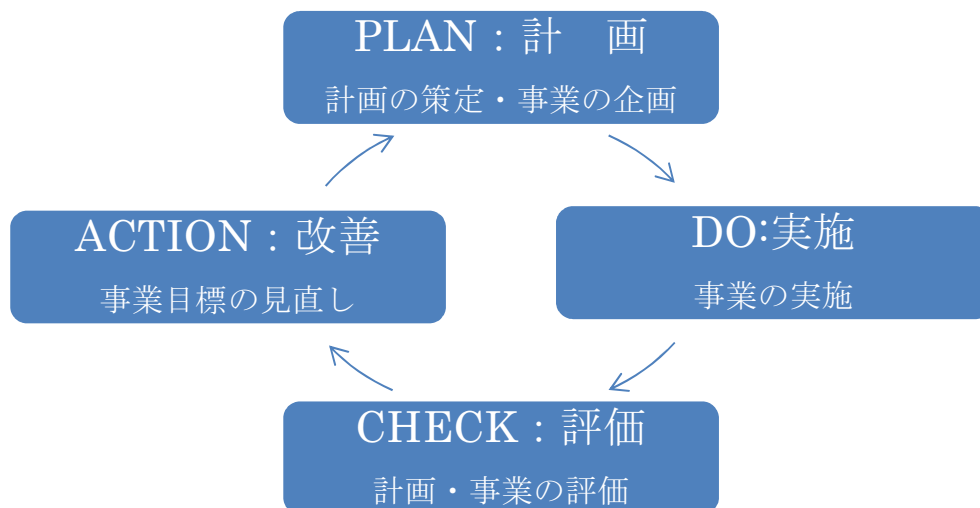 PLAN：計　画
計画の策定・事業の企画
ACTION：改善
事業目標の見直し
DO:実施
事業の実施
CHECK：評価
計画・事業の評価